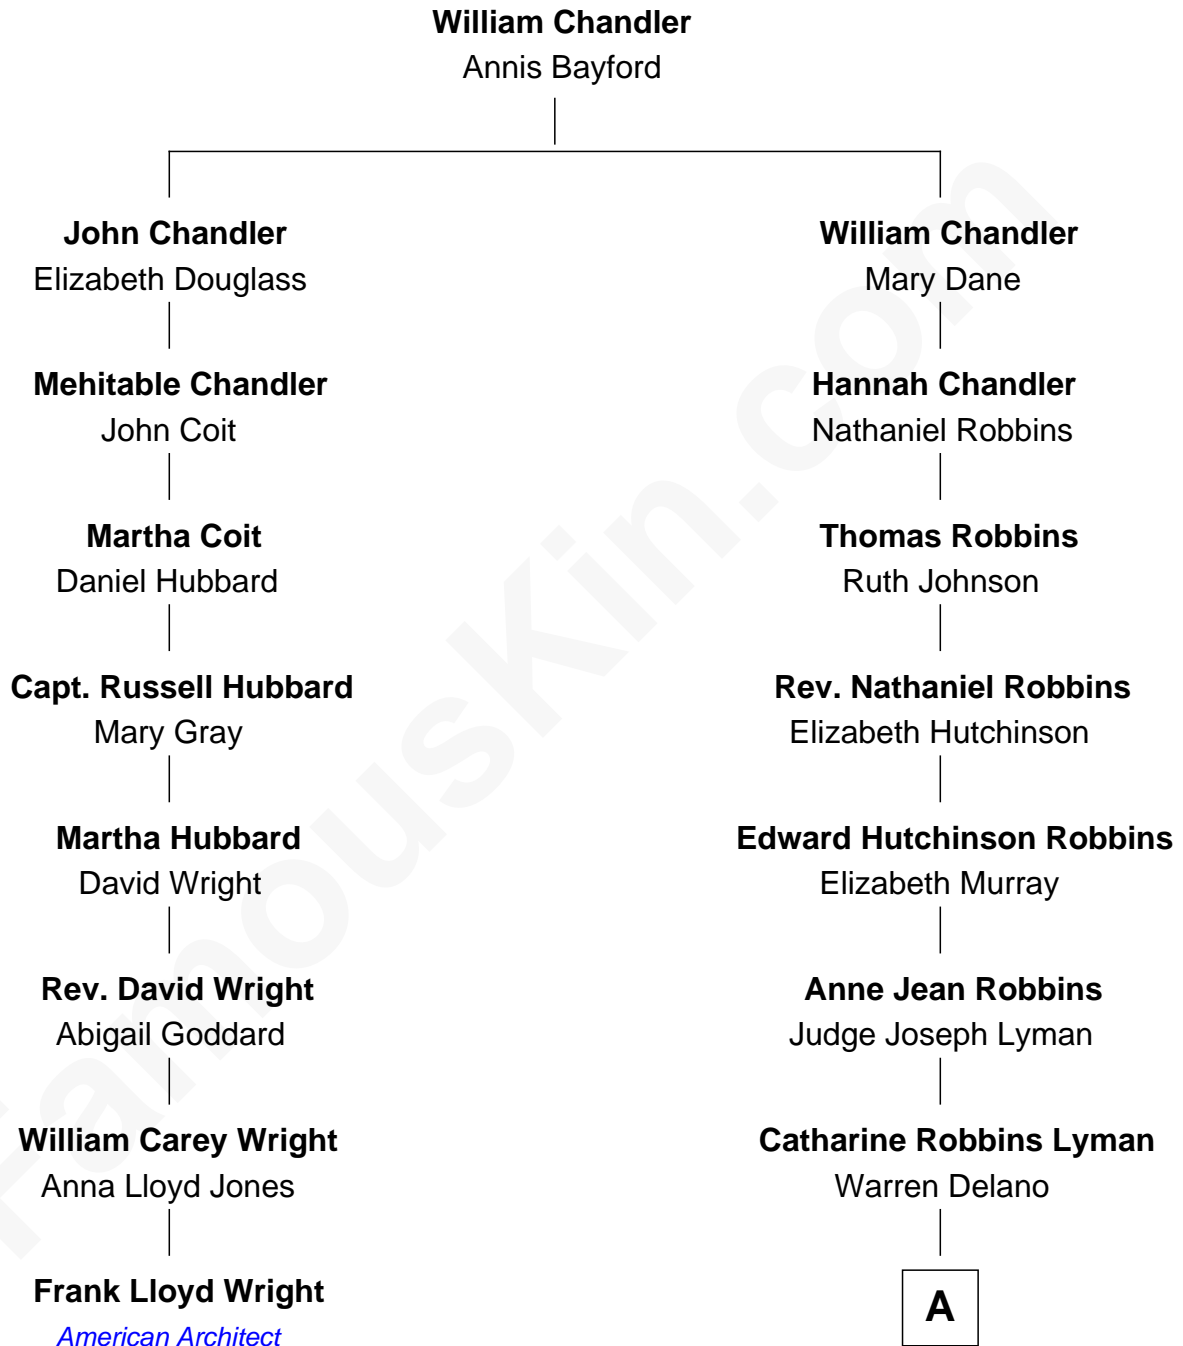 William Chandler
Annis Bayford
John Chandler
Elizabeth Douglass
William Chandler
Mary Dane
Mehitable Chandler
John Coit
Hannah Chandler
Nathaniel Robbins
Martha Coit
Daniel Hubbard
Thomas Robbins
Ruth Johnson
Capt. Russell Hubbard
Mary Gray
Rev. Nathaniel Robbins
Elizabeth Hutchinson
Martha Hubbard
David Wright
Edward Hutchinson Robbins
Elizabeth Murray
Rev. David Wright
Abigail Goddard
Anne Jean Robbins
Judge Joseph Lyman
William Carey Wright
Anna Lloyd Jones
Catharine Robbins Lyman
Warren Delano
Frank Lloyd Wright
American Architect
A
FamousKin.com